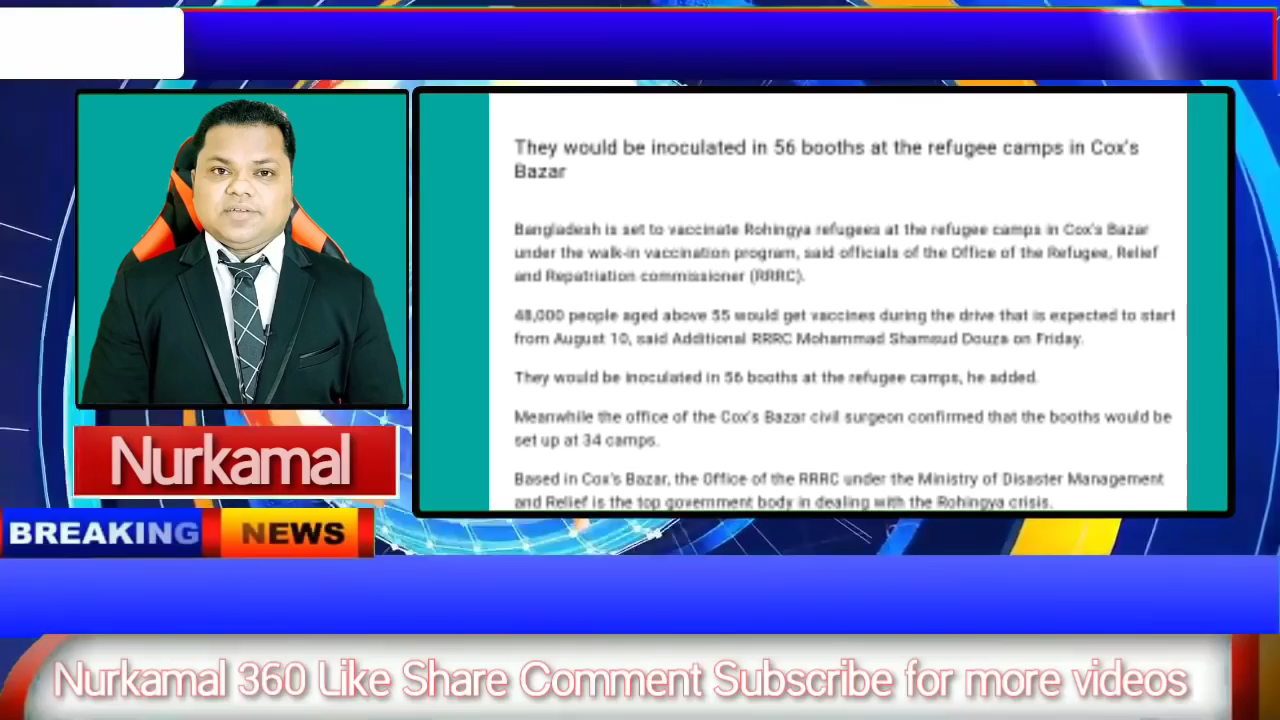 They would be inoculated in 56 booths at the refugee camps in Cox's
Bazar
Bangladesh is set to vaccinate Rohingya refugees at the refugee camps in Cox's Bazar
under the walk-in vaccination program, said officials of the Office of the Refugee, Relief
and Repatriation commissioner (RRRC).
48,000 people aged above 55 would get vaccines during the drive that is expected to start
from August 10, said Additional RRRC Mohammad Shamsud Douza on Friday.
They would be inoculated in 56 booths at the refugee camps, he added.
Meanwhile the office of the Cox's Bazar civil surgeon confirmed that the booths would be
set up at 34 camps.
Based in Cox's Bazar, the Office of the RRRC under the Ministry of Disaster Management
and Relief is the top government body in dealing with the Rohingya crisis.
Nurkamal
BREAKING NEWS
Nurkamal 360 Like Share Comment Subscribe for more videos